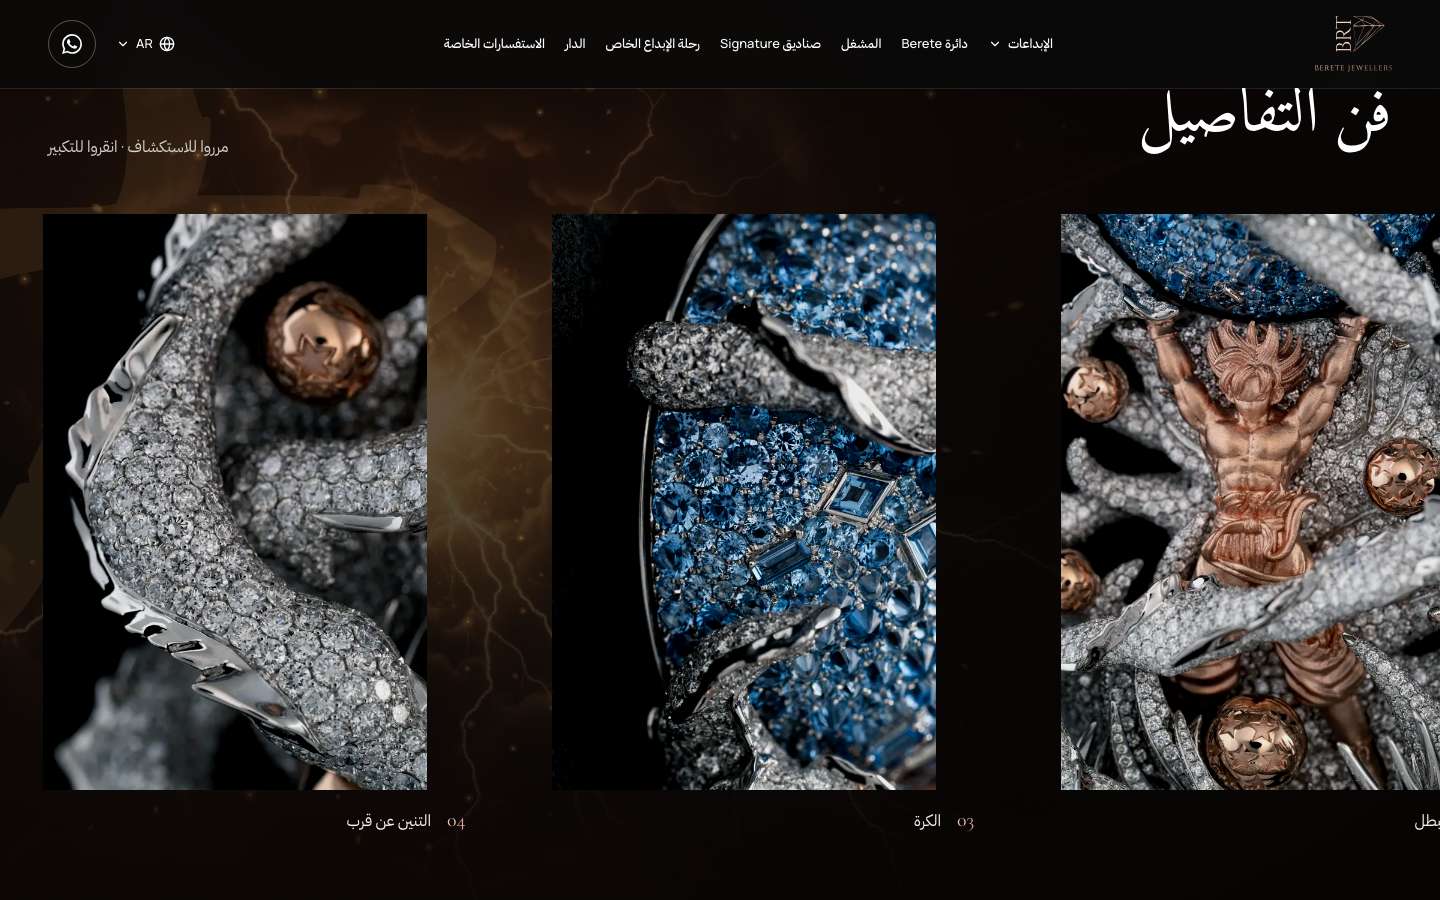 BRT
BERETE JEWELLERS
الإبداعات
دائرة Berete
المشغل
صناديق Signature
رحلة الإبداع الخاص
الدار
الاستفسارات الخاصة
AR
فن التفاصيل
مرروا للاستكشاف · انقروا للتكبير
03 الكرة
04 التنين عن قرب